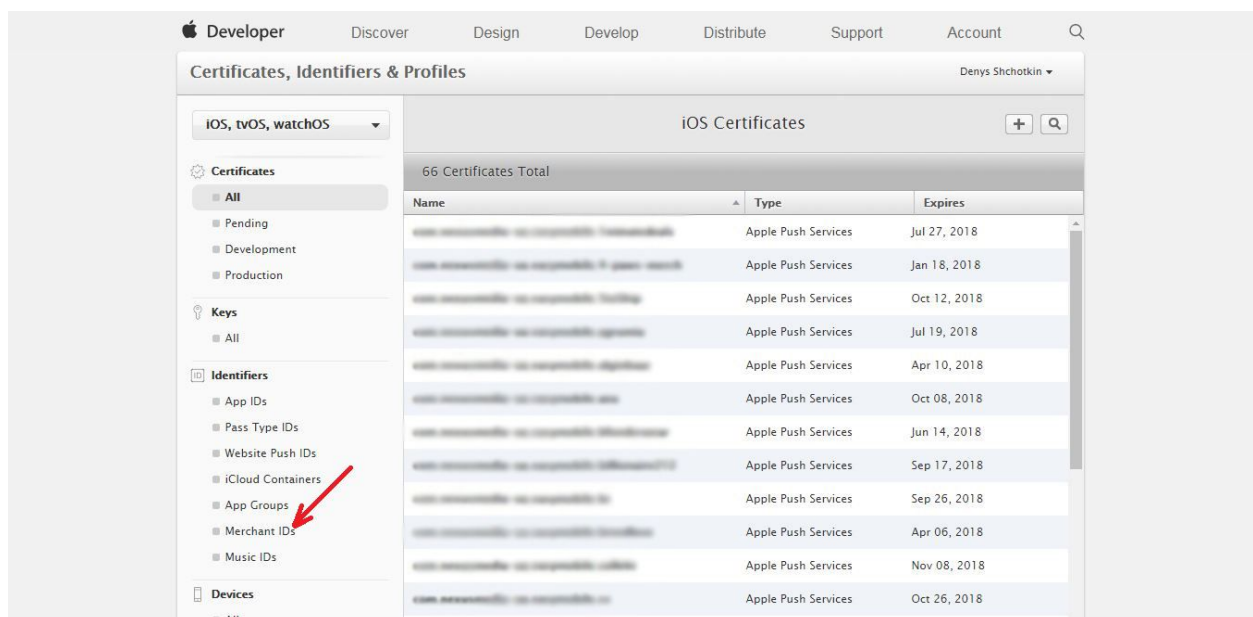 Developer Discover Design Develop Distribute Support Account
Certificates, Identifiers & Profiles
Denys Shchotkin
iOS, tvOS, watchOS
Certificates
All
Pending
Development
Production
Keys
All
ID Identifiers
App IDs
Pass Type IDs
Website Push IDs
iCloud Containers
App Groups
Merchant IDs
Music IDs
Devices
iOS Certificates
66 Certificates Total
Name Type Expires
Apple Push Services Jul 27, 2018
Apple Push Services Jan 18, 2018
Apple Push Services Oct 12, 2018
Apple Push Services Jul 19, 2018
Apple Push Services Apr 10, 2018
Apple Push Services Oct 08, 2018
Apple Push Services Jun 14, 2018
Apple Push Services Sep 17, 2018
Apple Push Services Sep 26, 2018
Apple Push Services Apr 06, 2018
Apple Push Services Nov 08, 2018
Apple Push Services Oct 26, 2018